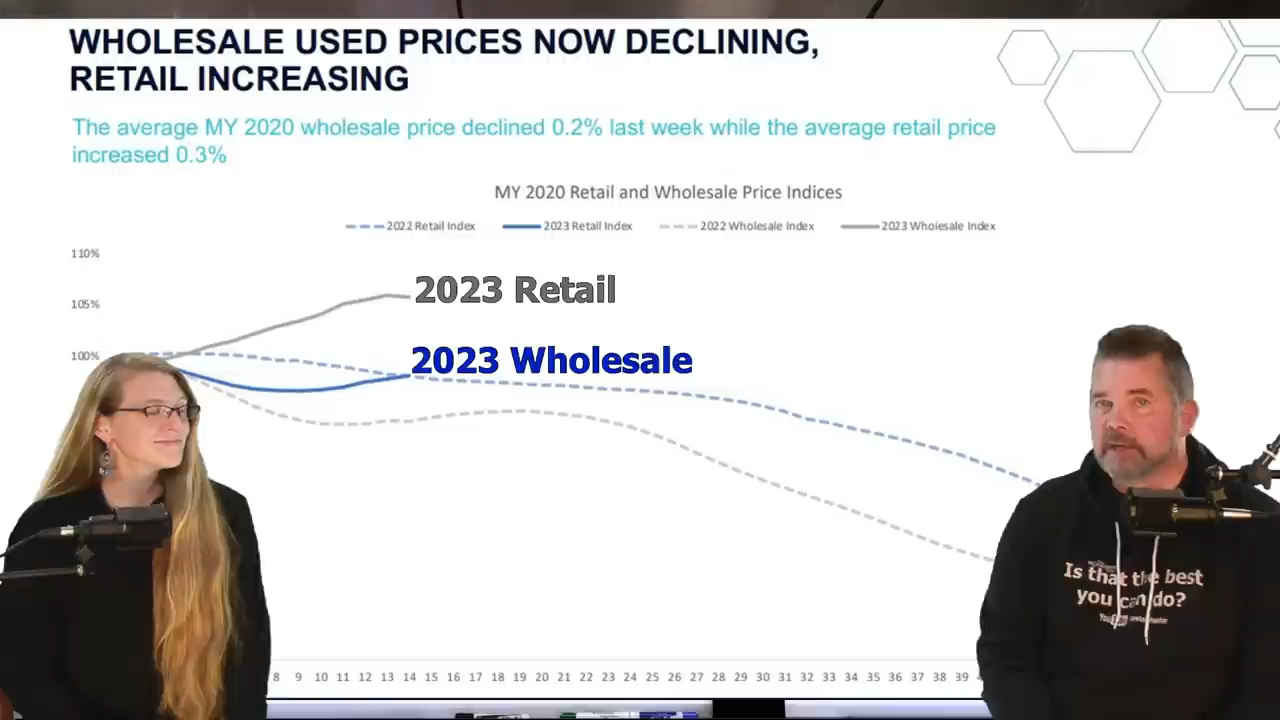 WHOLESALE USED PRICES NOW DECLINING,
RETAIL INCREASING
The average MY 2020 wholesale price declined 0.2% last week while the average retail price
increased 0.3%
MY 2020 Retail and Wholesale Price Indices
2022 Retail Index 2023 Retail Index 2022 Wholesale Index 2023 Wholesale Index
110%
2023 Retail
105%
100%
2023 Wholesale
Is that the best
you can do?
8 9 10 11 12 13 14 15 16 17 18 19 20 21 22 23 24 25 26 27 28 29 30 31 32 33 34 35 36 37 38 39